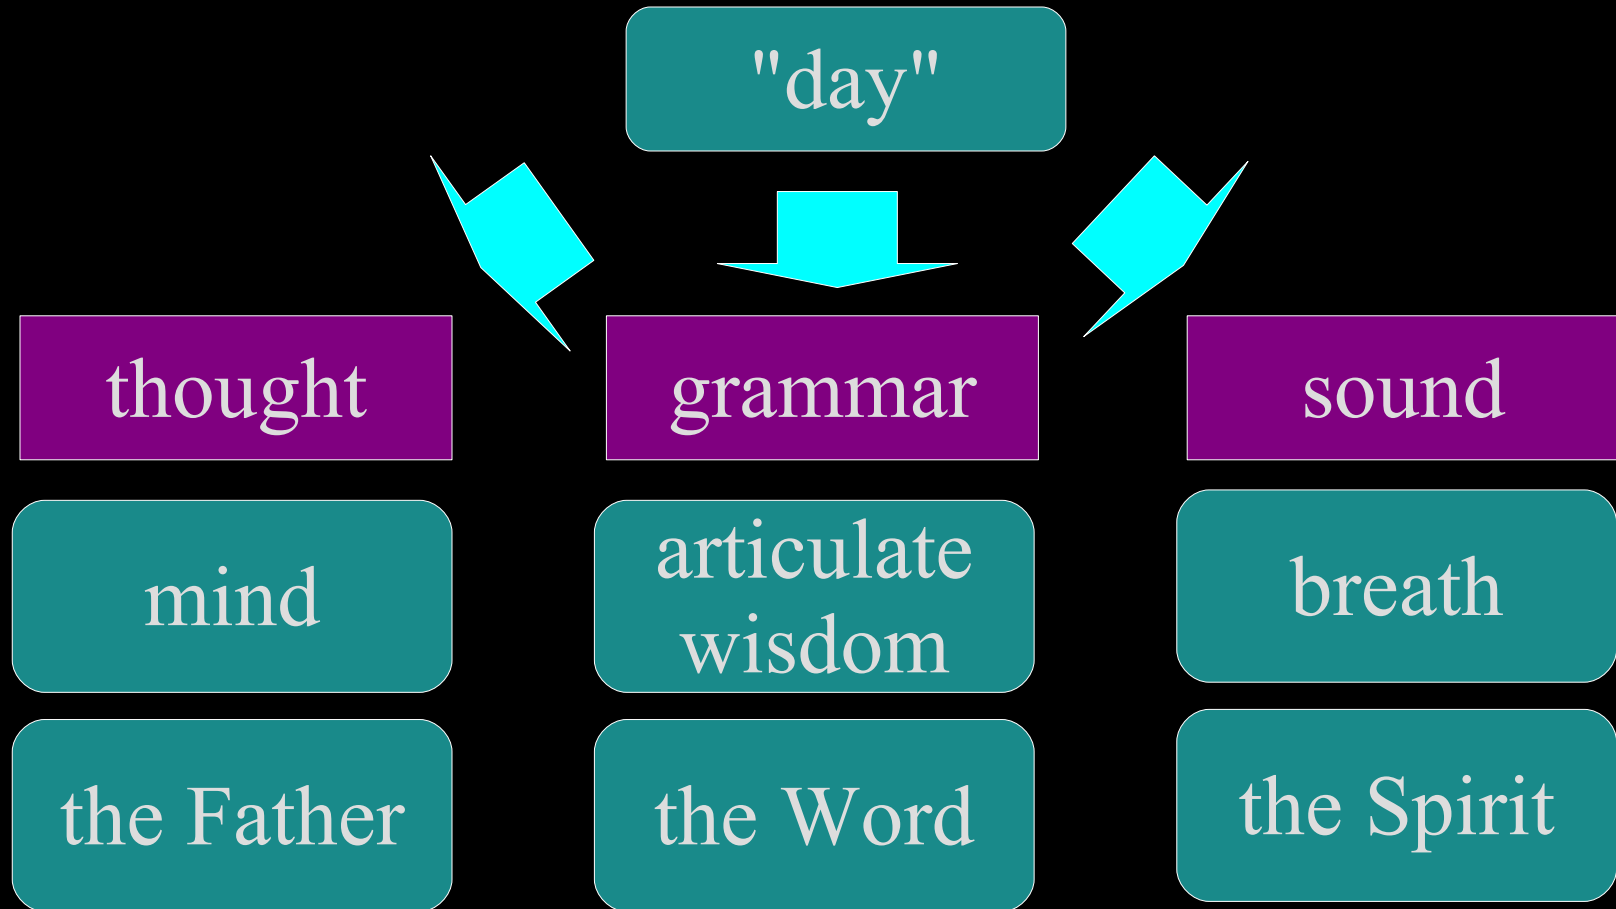 "day"
thought
grammar
sound
mind
articulate
wisdom
breath
the Father
the Word
the Spirit